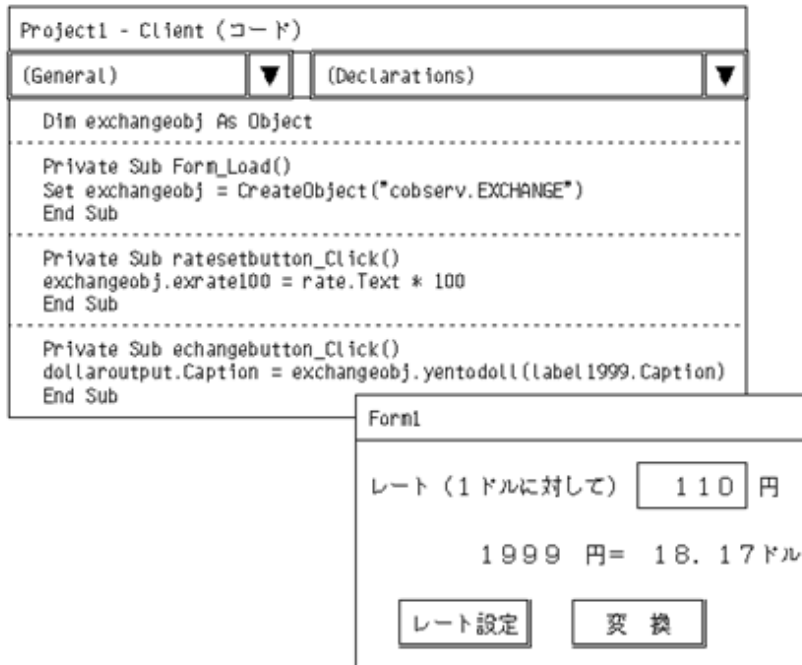 Project1 - Client (コード)
(General) ▼ (Declarations) ▼
Dim exchangeobj As Object
Private Sub Form_Load()
Set exchangeobj = CreateObject("cobserv.EXCHANGE")
End Sub
Private Sub ratesetbutton_Click()
exchangeobj.exrate100 = rate.Text * 100
End Sub
Private Sub echangebutton_Click()
dollaroutput.Caption = exchangeobj.yentodoll(label1999.Caption)
End Sub
Form1
レート(1ドルに対して) 110 円
1999 円= 18.17ドル
レート設定 変 換